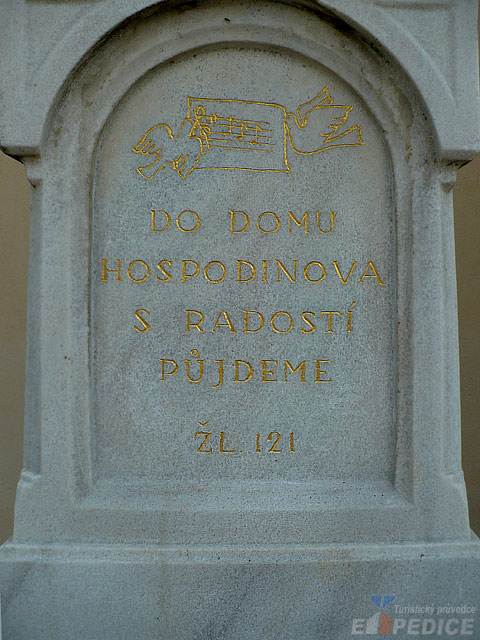 DO DOMU
HOSPODINOVA
S RADOSTÍ
PŮJDEME
ŽL. 121
Turistický průvodce
EXPEDICE